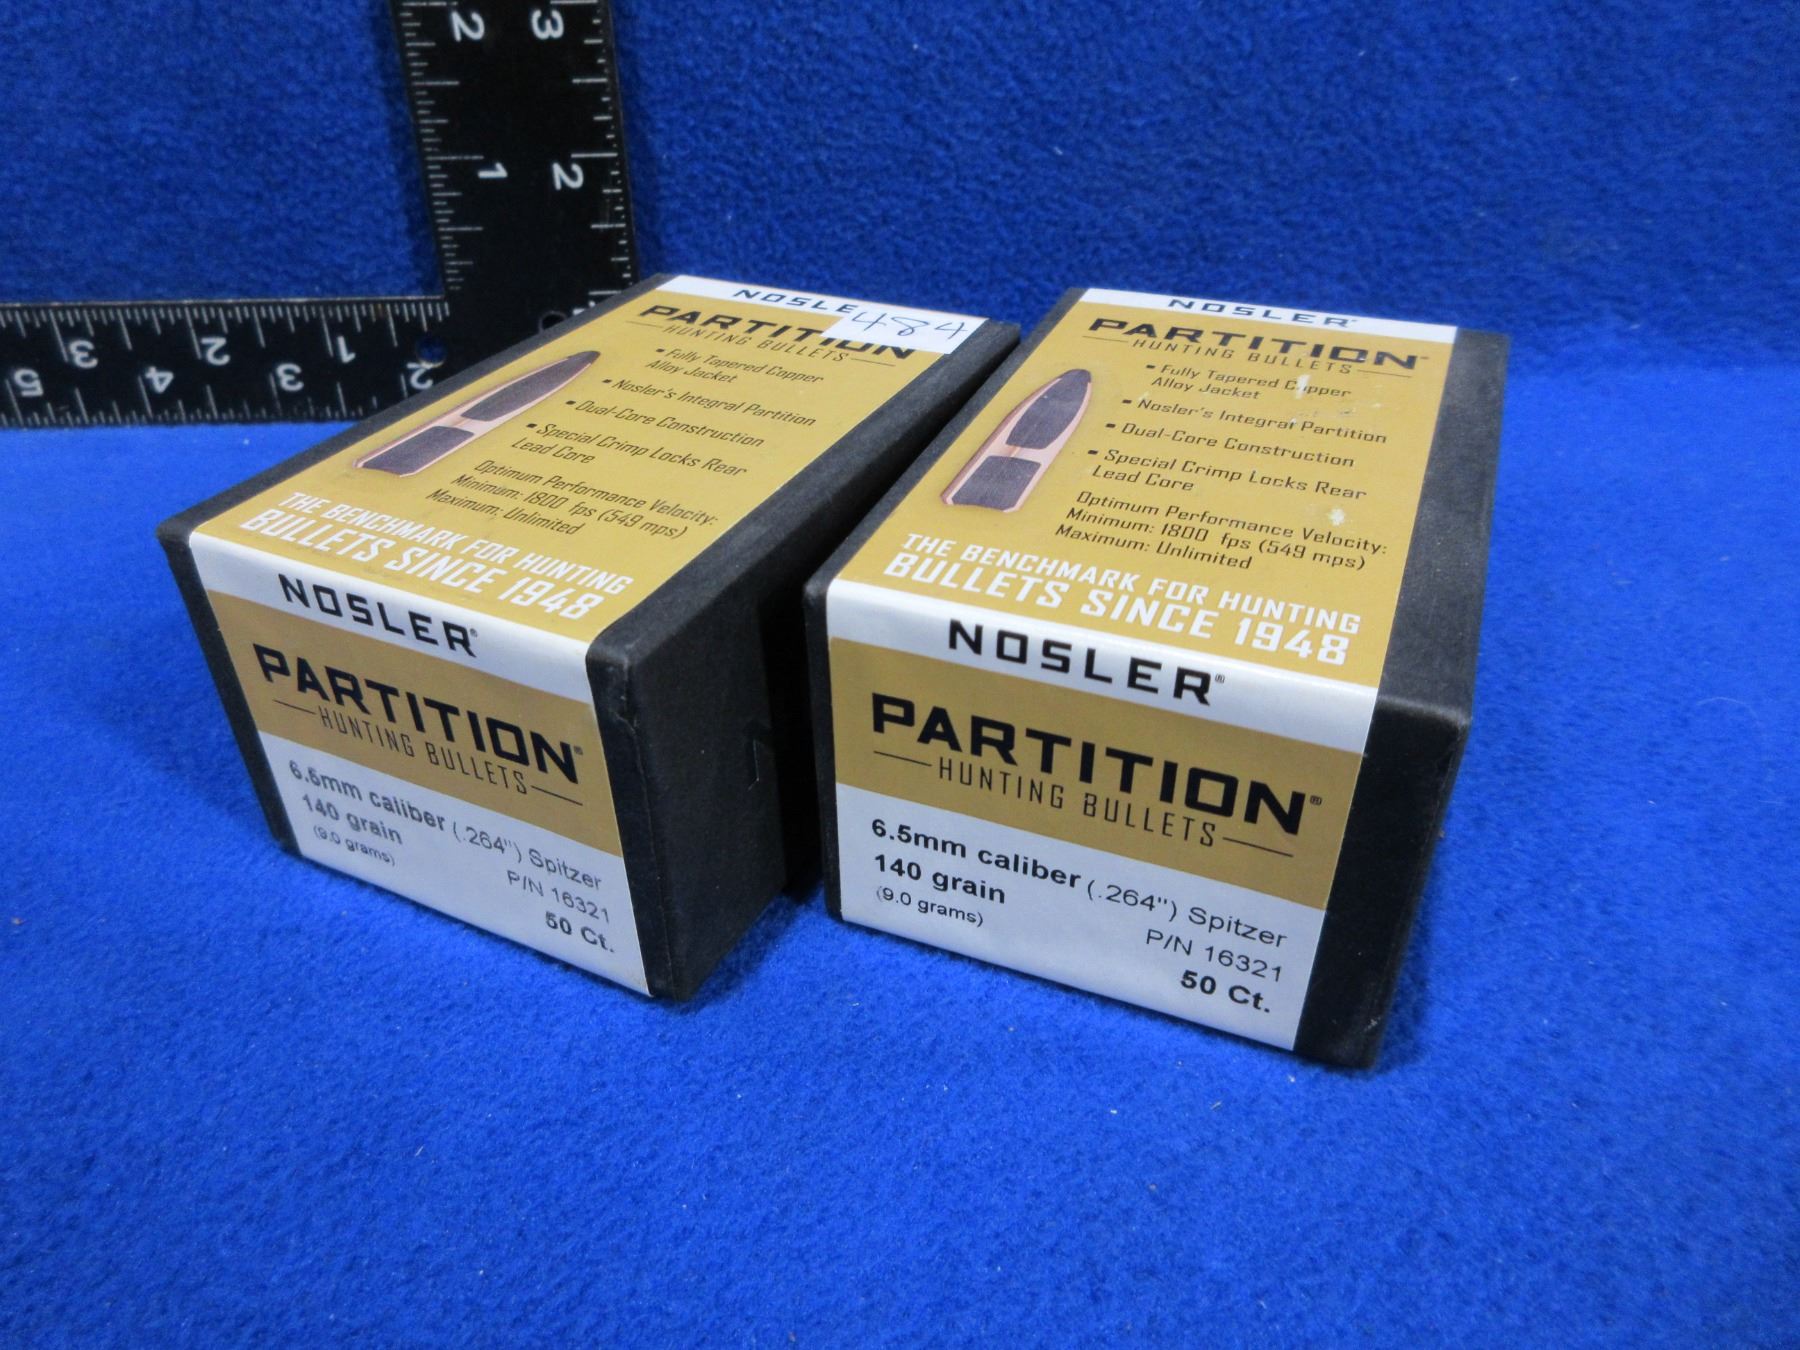 2 3
1 2
3 2 1
5 4 3 2
NOSLE
484
PARTITION
HUNTING BULLETS
▪ Fully Tapered Copper
Alloy Jacket
▪ Nosler's Integral Partition
▪ Dual-Core Construction
▪ Special Crimp Locks Rear
Lead Core
Optimum Performance Velocity:
Minimum: 1800 fps (549 mps)
Maximum: Unlimited
THE BENCHMARK FOR HUNTING
BULLETS SINCE 1948
NOSLER®
PARTITION®
HUNTING BULLETS
6.5mm caliber (.264") Spitzer
140 grain
P/N 16321
(9.0 grams)
50 Ct.
NOSLER®
PARTITION®
HUNTING BULLETS
▪ Fully Tapered Copper
Alloy Jacket
▪ Nosler's Integral Partition
▪ Dual-Core Construction
▪ Special Crimp Locks Rear
Lead Core
Optimum Performance Velocity:
Minimum: 1800 fps (549 mps)
Maximum: Unlimited
THE BENCHMARK FOR HUNTING
BULLETS SINCE 1948
NOSLER®
PARTITION®
HUNTING BULLETS
6.5mm caliber (.264") Spitzer
140 grain
P/N 16321
(9.0 grams)
50 Ct.